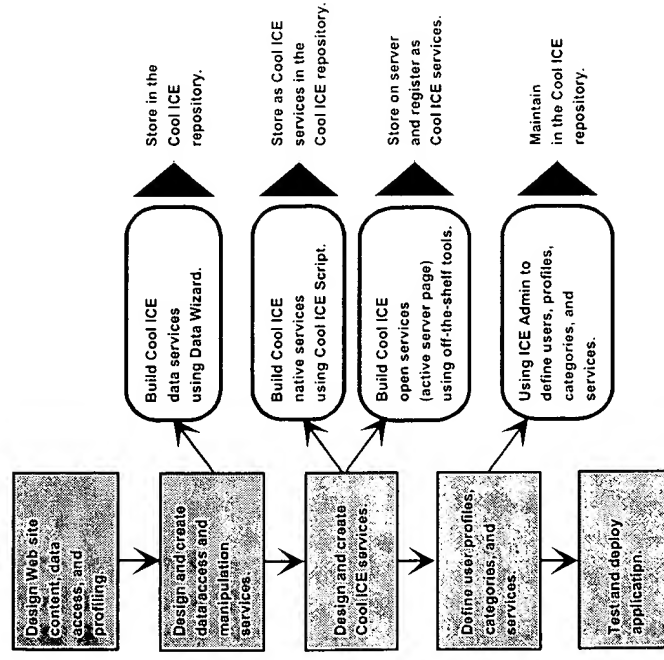 Design Web site
content, data
access, and
profiling.
Design and create
data access and
manipulation
services.
Build Cool ICE
data services
using Data Wizard.
Store in the
Cool ICE
repository.
Design and create
Cool ICE services.
Build Cool ICE
native services
using Cool ICE Script.
Store as Cool ICE
services in the
Cool ICE repository.
Build Cool ICE
open services
(active server page)
using off-the-shelf tools.
Store on server
and register as
Cool ICE services.
Define user profiles,
categories, and
services.
Using ICE Admin to
define users, profiles,
categories, and
services.
Maintain
in the Cool ICE
repository.
Test and deploy
application.